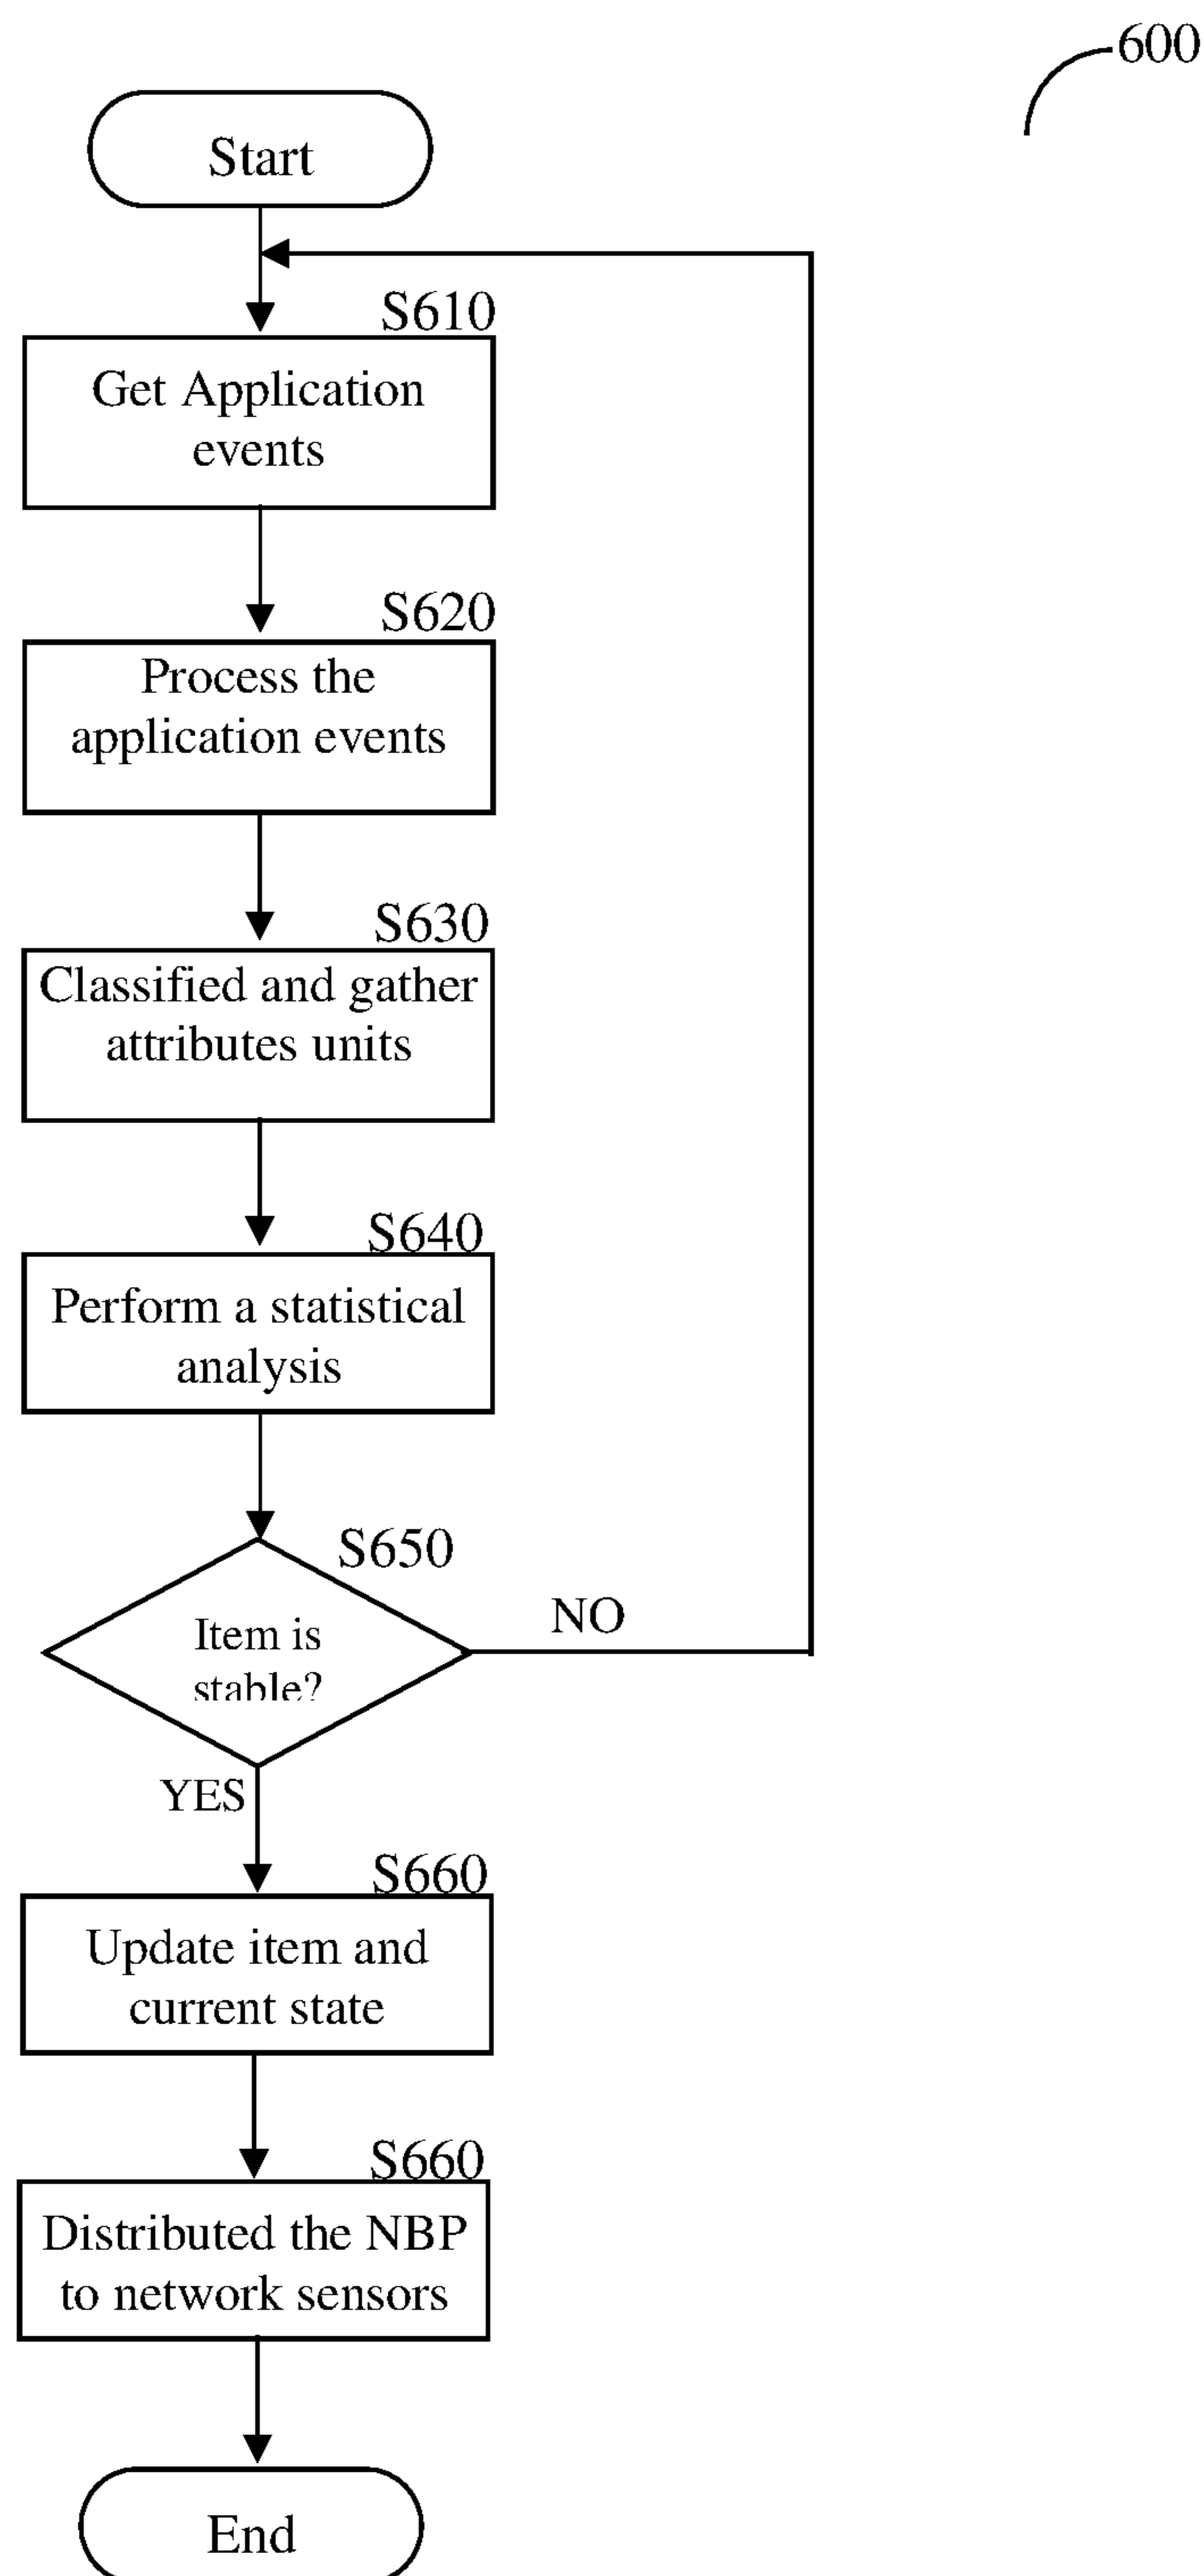 600
Start
S610
Get Application
events
S620
Process the
application events
S630
Classified and gather
attributes units
S640
Perform a statistical
analysis
S650
Item is
stable?
NO
YES
S660
Update item and
current state
S660
Distributed the NBP
to network sensors
End